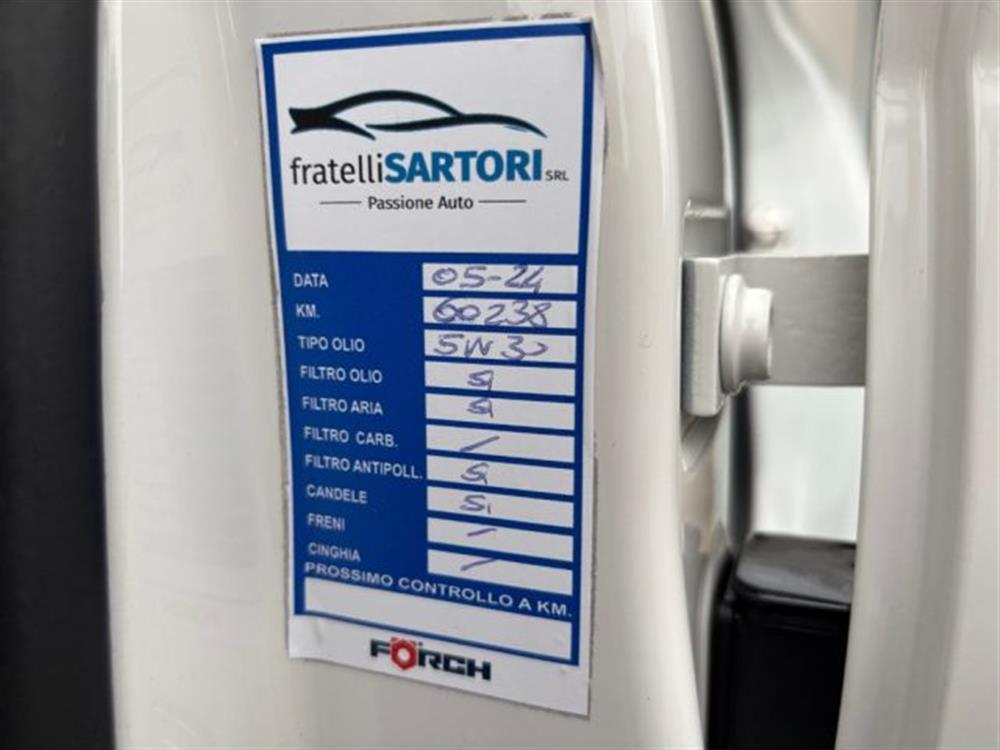 fratelliSARTORI SRL
Passione Auto
DATA 05-24
KM. 60238
TIPO OLIO 5W30
FILTRO OLIO Si
FILTRO ARIA Si
FILTRO CARB. /
FILTRO ANTIPOLL. Si
CANDELE Si
FRENI /
CINGHIA /
PROSSIMO CONTROLLO A KM.
FÖRCH